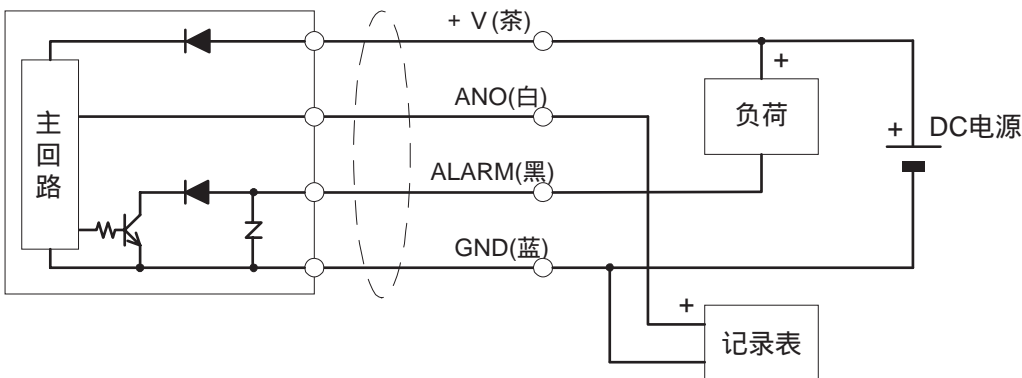 + V (茶)
+
ANO(白)
主回路
负荷
+
DC电源
ALARM(黑)
GND(蓝)
+
记录表